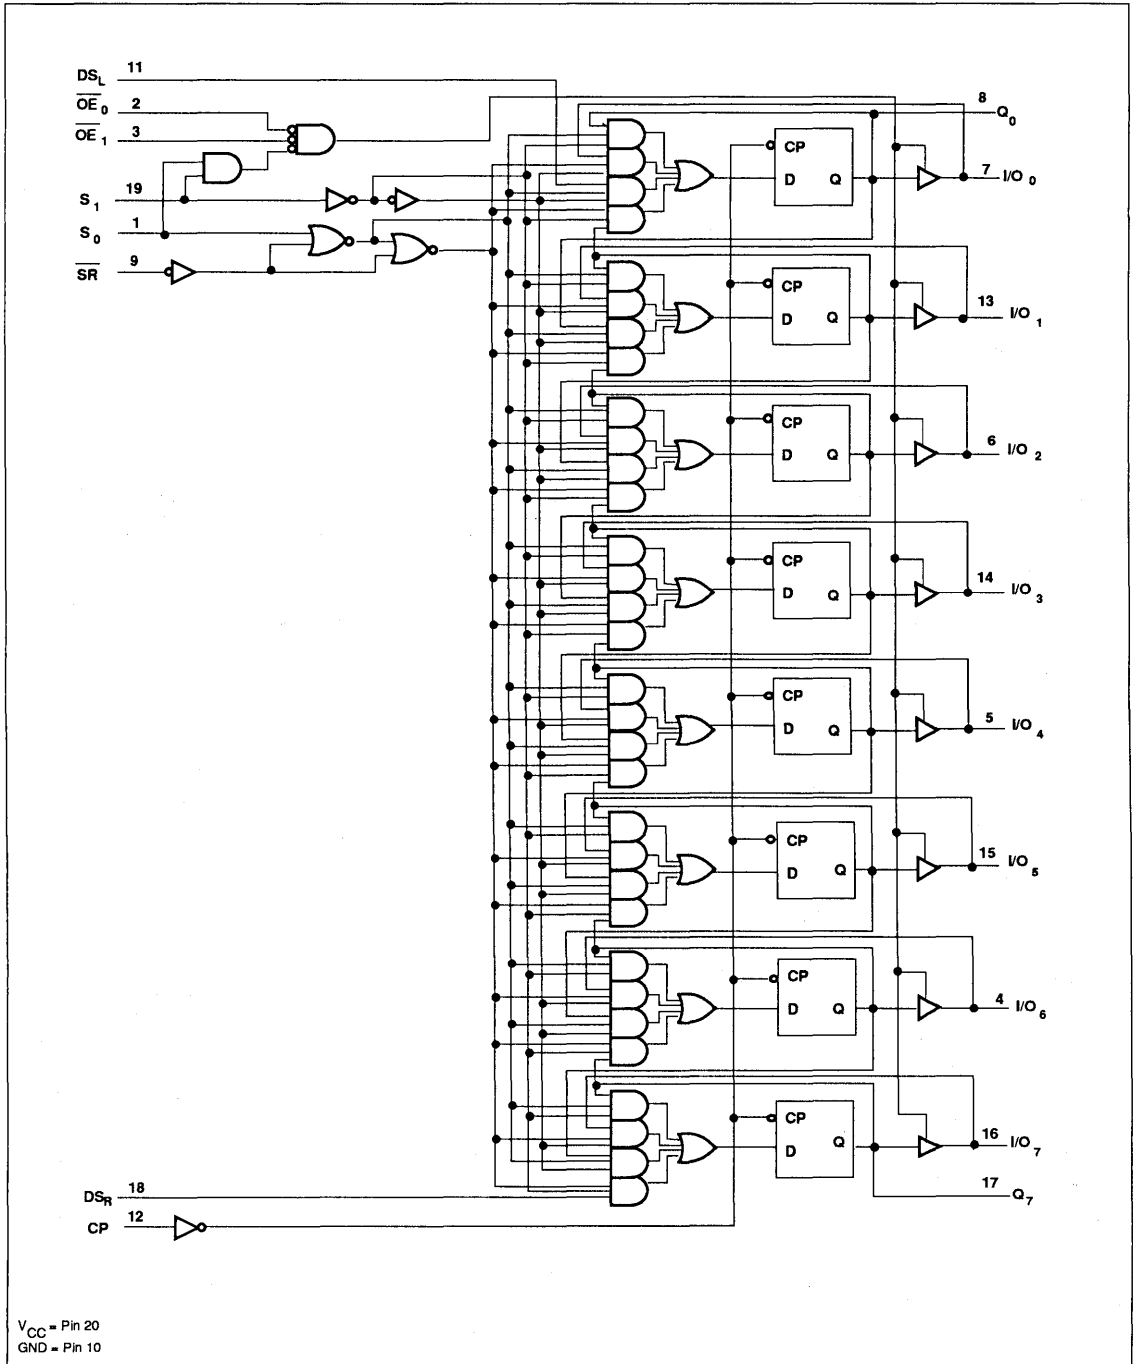 DS_L 11
OE_0 2
OE_1 3
S_1 19
S_0 1
SR 9
8 Q_0
CP
D Q
7 I/O_0
CP
D Q
13 I/O_1
CP
D Q
6 I/O_2
CP
D Q
14 I/O_3
CP
D Q
5 I/O_4
CP
D Q
15 I/O_5
CP
D Q
4 I/O_6
CP
D Q
16 I/O_7
17 Q_7
DS_R 18
CP 12
V_CC = Pin 20
GND = Pin 10